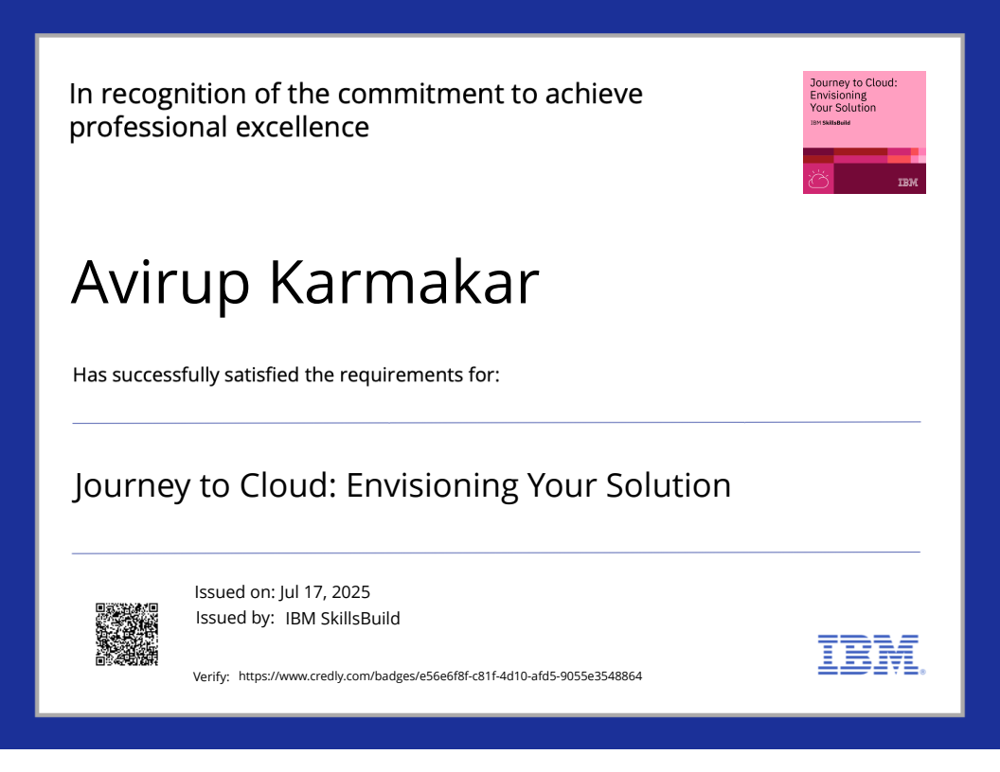 In recognition of the commitment to achieve
professional excellence
Journey to Cloud:
Envisioning
Your Solution
IBM SkillsBuild
IBM
Avirup Karmakar
Has successfully satisfied the requirements for:
Journey to Cloud: Envisioning Your Solution
Issued on: Jul 17, 2025
Issued by: IBM SkillsBuild
Verify: https://www.credly.com/badges/e56e6f8f-c81f-4d10-afd5-9055e3548864
IBM®